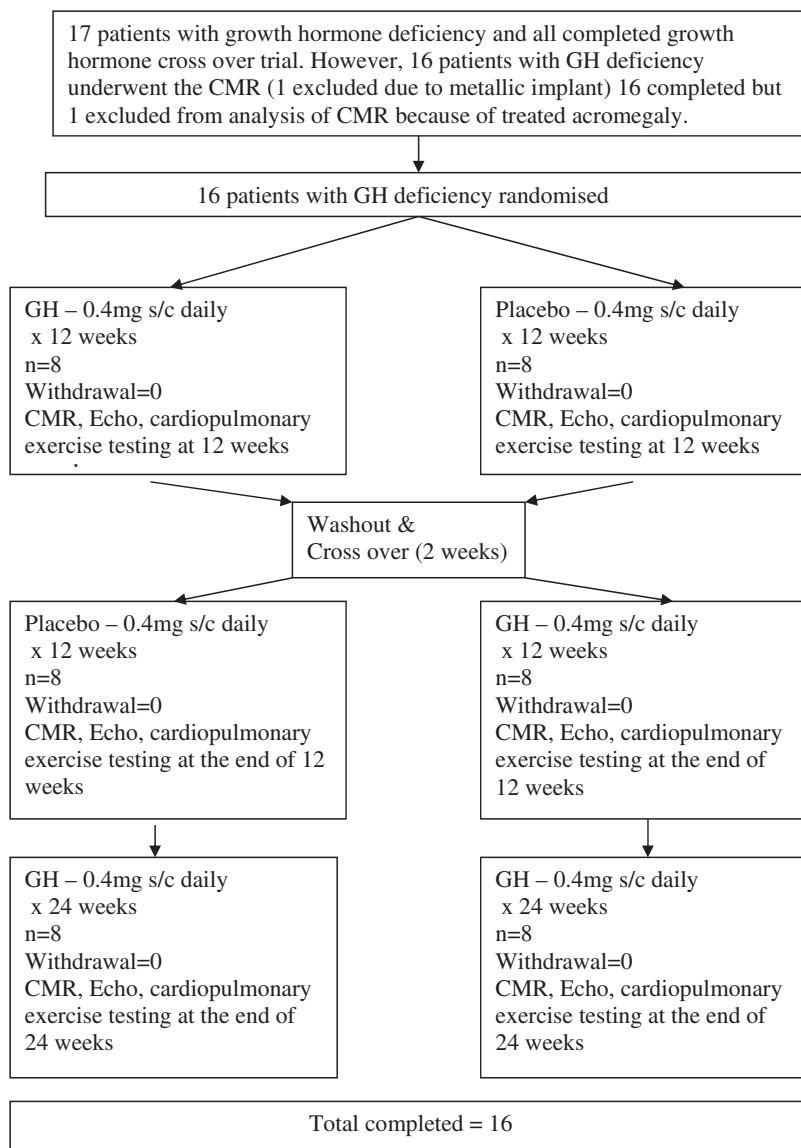 17 patients with growth hormone deficiency and all completed growth
hormone cross over trial. However, 16 patients with GH deficiency
underwent the CMR (1 excluded due to metallic implant) 16 completed but
1 excluded from analysis of CMR because of treated acromegaly.
16 patients with GH deficiency randomised
GH – 0.4mg s/c daily
x 12 weeks
n=8
Withdrawal=0
CMR, Echo, cardiopulmonary
exercise testing at 12 weeks
Placebo – 0.4mg s/c daily
x 12 weeks
n=8
Withdrawal=0
CMR, Echo, cardiopulmonary
exercise testing at 12 weeks
Washout &
Cross over (2 weeks)
Placebo – 0.4mg s/c daily
x 12 weeks
n=8
Withdrawal=0
CMR, Echo, cardiopulmonary
exercise testing at the end of 12
weeks
GH – 0.4mg s/c daily
x 12 weeks
n=8
Withdrawal=0
CMR, Echo, cardiopulmonary
exercise testing at the end of
12 weeks
GH – 0.4mg s/c daily
x 24 weeks
n=8
Withdrawal=0
CMR, Echo, cardiopulmonary
exercise testing at the end of
24 weeks
GH – 0.4mg s/c daily
x 24 weeks
n=8
Withdrawal=0
CMR, Echo, cardiopulmonary
exercise testing at the end of
24 weeks
Total completed = 16